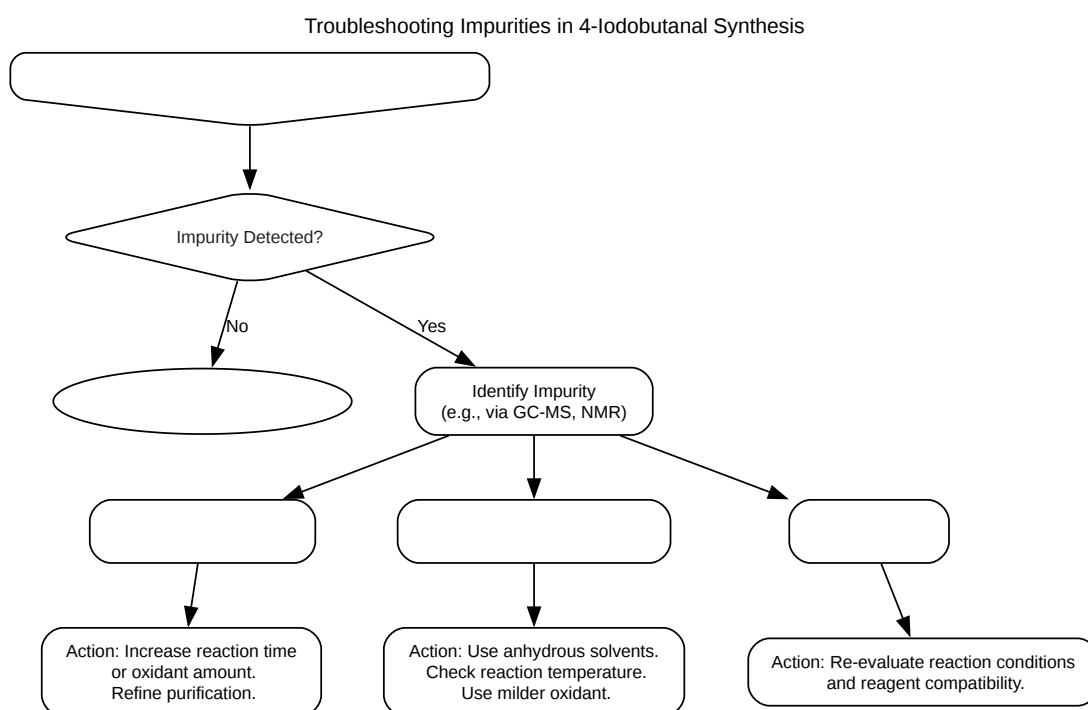 Troubleshooting Impurities in 4-Iodobutanal Synthesis
Impurity Detected?
No
Yes
Identify Impurity
(e.g., via GC-MS, NMR)
Action: Increase reaction time
or oxidant amount.
Refine purification.
Action: Use anhydrous solvents.
Check reaction temperature.
Use milder oxidant.
Action: Re-evaluate reaction conditions
and reagent compatibility.